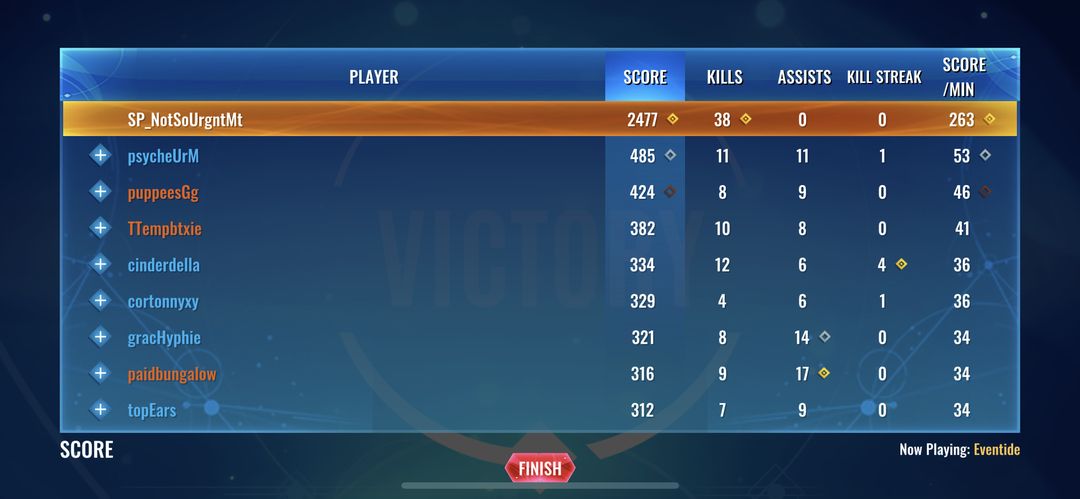 PLAYER SCORE KILLS ASSISTS KILL STREAK SCORE
/MIN
SP_NotSoUrgntMt 2477 38 0 0 263
psycheUrM 485 11 11 1 53
puppeesGg 424 8 9 0 46
TTempbtxie 382 10 8 0 41
cinderdella 334 12 6 4 36
cortonnyxy 329 4 6 1 36
gracHyphie 321 8 14 0 34
paidbungalow 316 9 17 0 34
topEars 312 7 9 0 34
VICTORY
SCORE
Now Playing: Eventide
FINISH